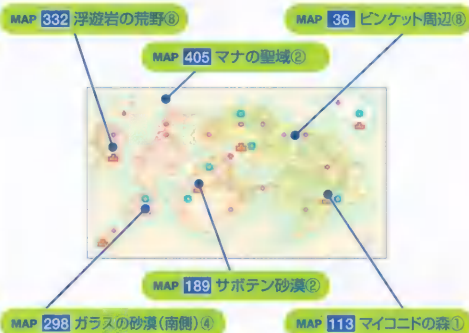 MAP 332 浮遊岩の荒野⑧
MAP 36 ビンケット周辺⑧
MAP 405 マナの聖域②
MAP 189 サボテン砂漠②
MAP 298 ガラスの砂漠(南側)④
MAP 113 マイコニドの森①